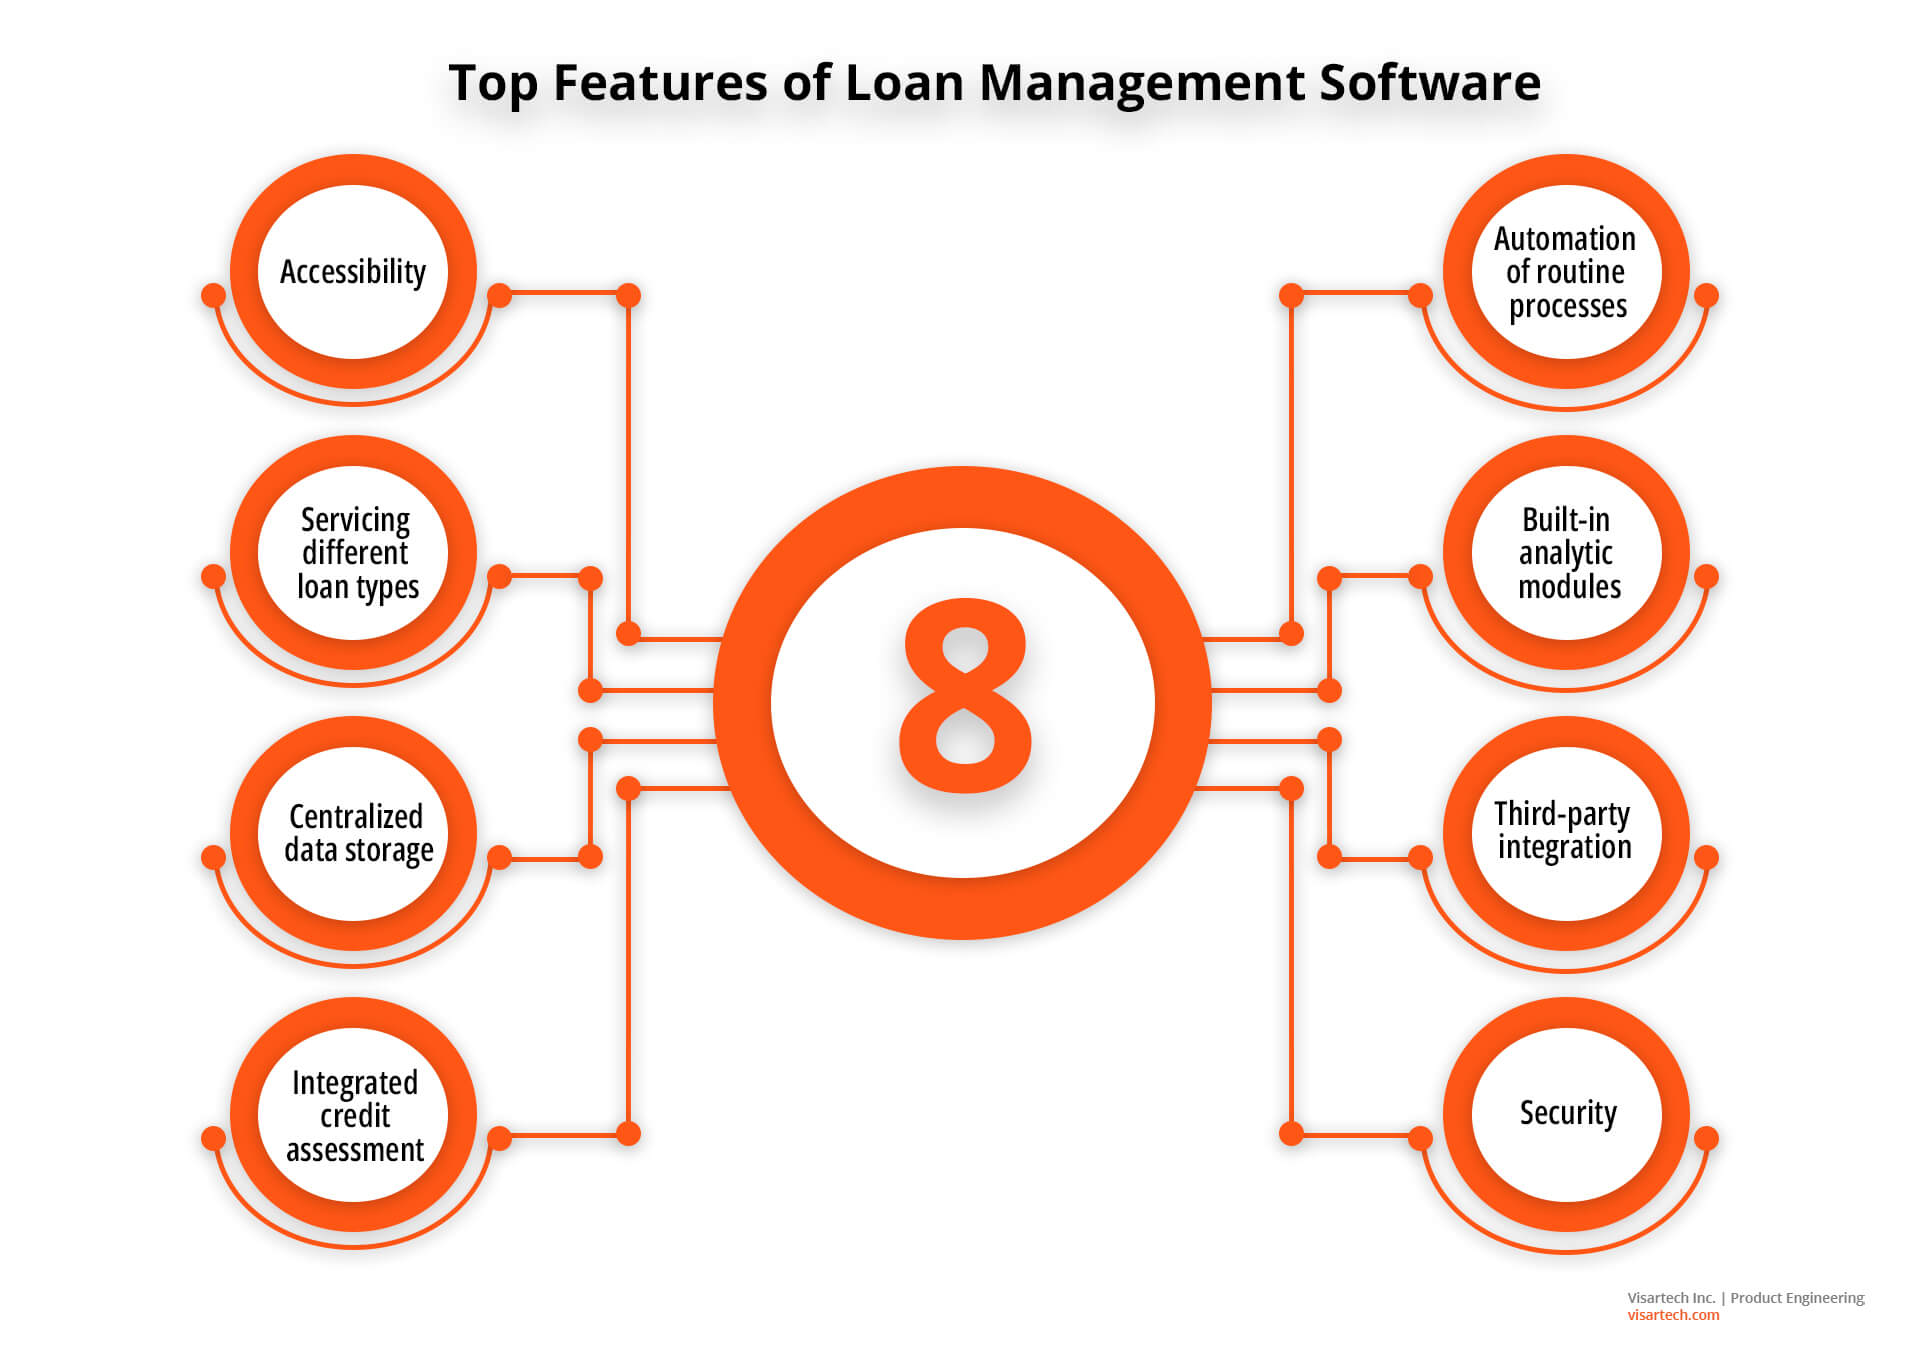 Top Features of Loan Management Software
Accessibility
Servicing
different
loan types
Centralized
data storage
Integrated
credit
assessment
8
Automation
of routine
processes
Built-in
analytic
modules
Third-party
integration
Security
Visartech Inc. | Product Engineering
visartech.com